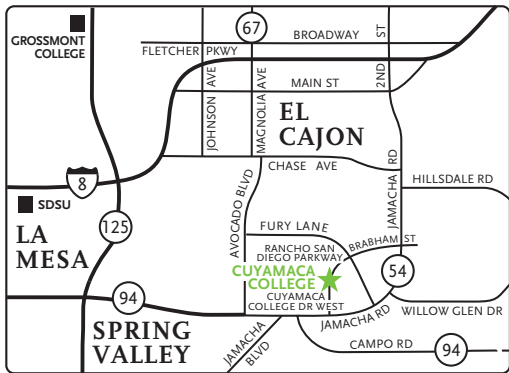 GROSSMONT
COLLEGE
67
BROADWAY
FLETCHER PKWY
2ND ST
MAIN ST
JOHNSON AVE
MAGNOLIA AVE
EL
CAJON
CHASE AVE
8
HILLSDALE RD
SDSU
JAMACHA RD
AVOCADO BLVD
LA
MESA
125
FURY LANE
BRABHAM ST
RANCHO SAN
DIEGO PARKWAY
CUYAMACA
COLLEGE
54
94
CUYAMACA
COLLEGE DR WEST
WILLOW GLEN DR
JAMACHA RD
SPRING
VALLEY
JAMACHA
BLVD
CAMPO RD
94